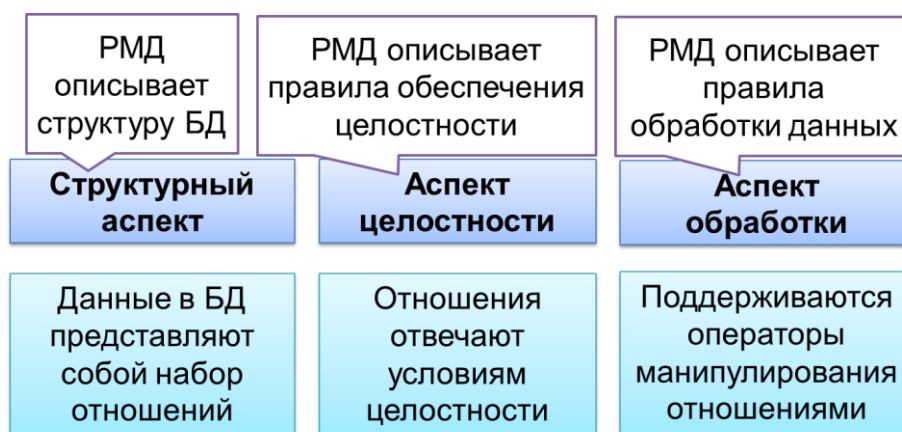 РМД
описывает
структуру БД
РМД описывает
правила обеспечения
целостности
РМД описывает
правила
обработки данных
Структурный
аспект
Аспект
целостности
Аспект
обработки
Данные в БД
представляют
собой набор
отношений
Отношения
отвечают
условиям
целостности
Поддерживаются
операторы
манипулирования
отношениями